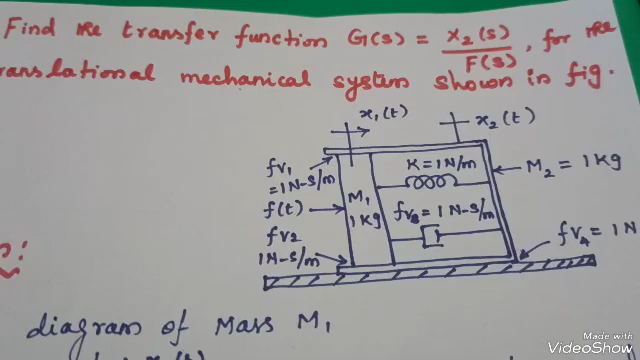 Find the transfer function G(s) = X₂(s)/F(s), for the
translational mechanical system shown in fig.
x₁(t)
x₂(t)
fv₁
= 1N-s/m
K = 1N/m
M₂ = 1Kg
f(t)
M₁
1Kg
fv₃ = 1N-s/m
fv₂
1N-s/m
fv₄ = 1N
diagram of Mass M₁
Made with
VideoShow